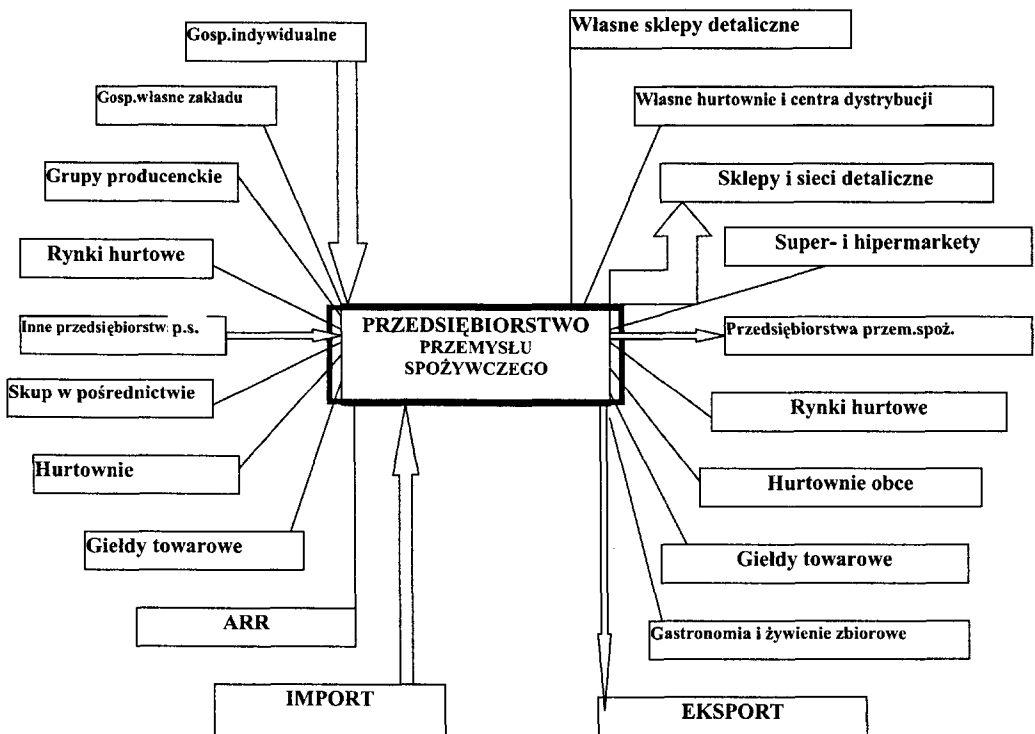 Gosp.indywidualne
Własne sklepy detaliczne
Gosp.własne zakładu
Własne hurtownie i centra dystrybucji
Grupy producenckie
Sklepy i sieci detaliczne
Rynki hurtowe
Super- i hipermarkety
Inne przedsiębiorstw p.s.
PRZEDSIĘBIORSTWO
PRZEMYSŁU
SPOŻYWCZEGO
Przedsiębiorstwa przem.spoż.
Skup w pośrednictwie
Rynki hurtowe
Hurtownie
Hurtownie obce
Giełdy towarowe
Giełdy towarowe
ARR
Gastronomia i żywienie zbiorowe
IMPORT
EKSPORT